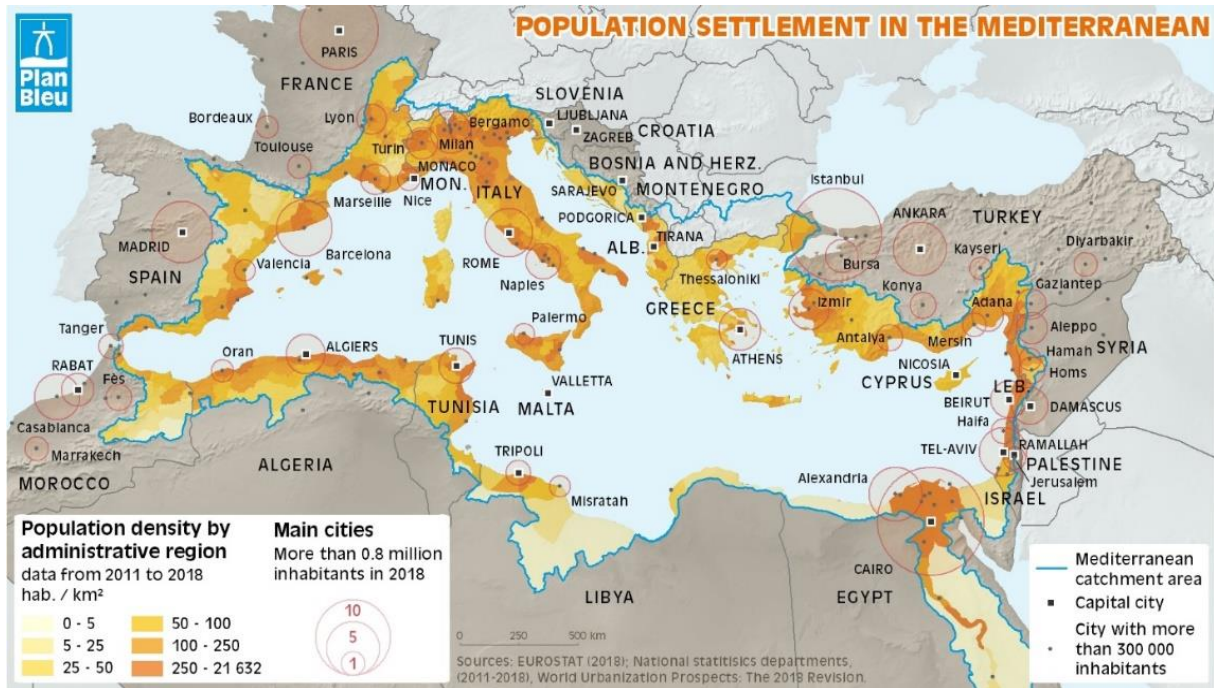 POPULATION SETTLEMENT IN THE MEDITERRANEAN
Plan
Bleu
PARIS
FRANCE
SLOVENIA
LJUBLJANA
ZAGREB
CROATIA
Bordeaux
Lyon
Bergamo
Turin
Milan
BOSNIA AND HERZ.
Toulouse
MONACO
MON.
ITALY
SARAJEVO
MONTENEGRO
Istanbul
Marseille
Nice
PODGORICA
ANKARA
TURKEY
MADRID
ALB.
TIRANA
Kayseri
Diyarbakir
SPAIN
Valencia
Barcelona
ROME
Naples
Thessaloniki
Bursa
Konya
Gaziantep
GREECE
Izmir
Adana
Tanger
Palermo
Antalya
Mersin
Aleppo
RABAT
Oran
ALGIERS
TUNIS
ATHENS
NICOSIA
Hamah
SYRIA
Fès
VALLETTA
CYPRUS
LEB.
Homs
TUNISIA
MALTA
BEIRUT
DAMASCUS
Casablanca
Haifa
Marrakech
ALGERIA
TRIPOLI
TEL-AVIV
RAMALLAH
MOROCCO
Misratah
Alexandria
PALESTINE
Jerusalem
ISRAEL
CAIRO
LIBYA
EGYPT
Population density by
administrative region
data from 2011 to 2018
hab. / km²
0 - 5
5 - 25
25 - 50
50 - 100
100 - 250
250 - 21 632
Main cities
More than 0.8 million
inhabitants in 2018
10
5
1
0 250 500 km
Sources: EUROSTAT (2018); National statitisics departments,
(2011-2018), World Urbanization Prospects: The 2018 Revision.
Mediterranean
catchment area
Capital city
City with more
than 300 000
inhabitants